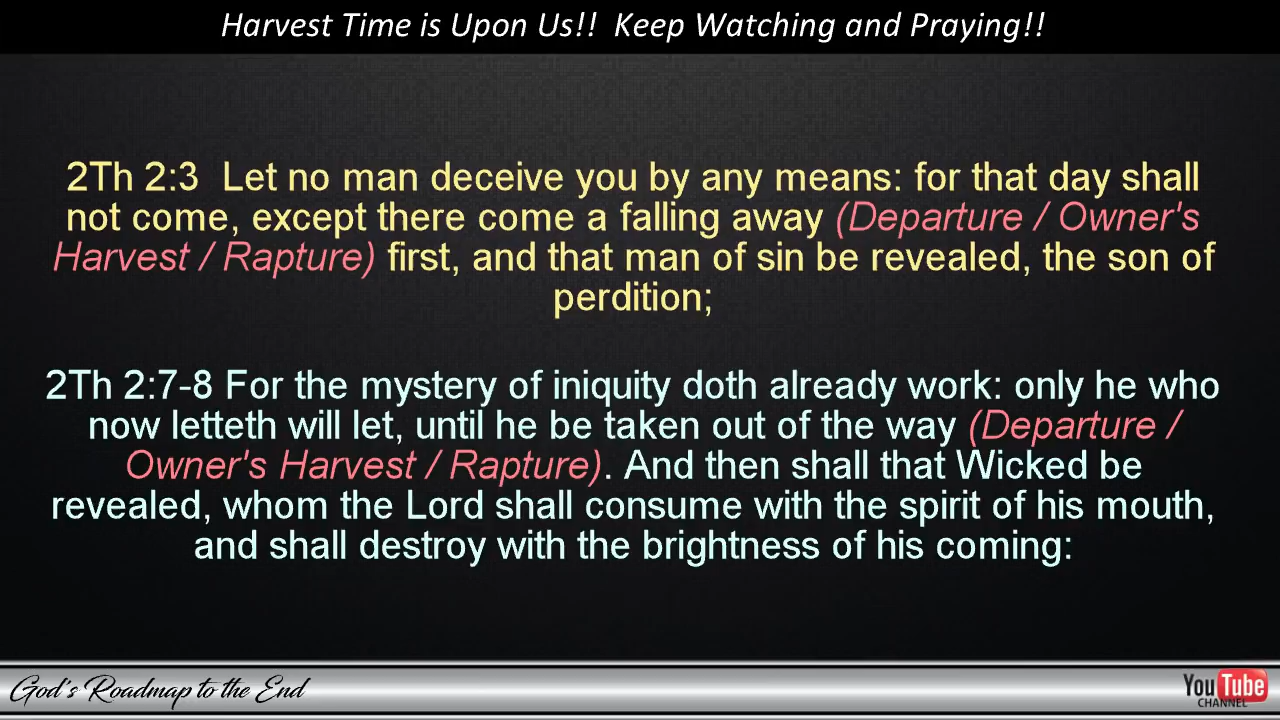 Harvest Time is Upon Us!!  Keep Watching and Praying!!
2Th 2:3  Let no man deceive you by any means: for that day shall
not come, except there come a falling away (Departure / Owner's
Harvest / Rapture) first, and that man of sin be revealed, the son of
perdition;
2Th 2:7-8 For the mystery of iniquity doth already work: only he who
now letteth will let, until he be taken out of the way (Departure /
Owner's Harvest / Rapture). And then shall that Wicked be
revealed, whom the Lord shall consume with the spirit of his mouth,
and shall destroy with the brightness of his coming:
God's Roadmap to the End
YouTube
CHANNEL